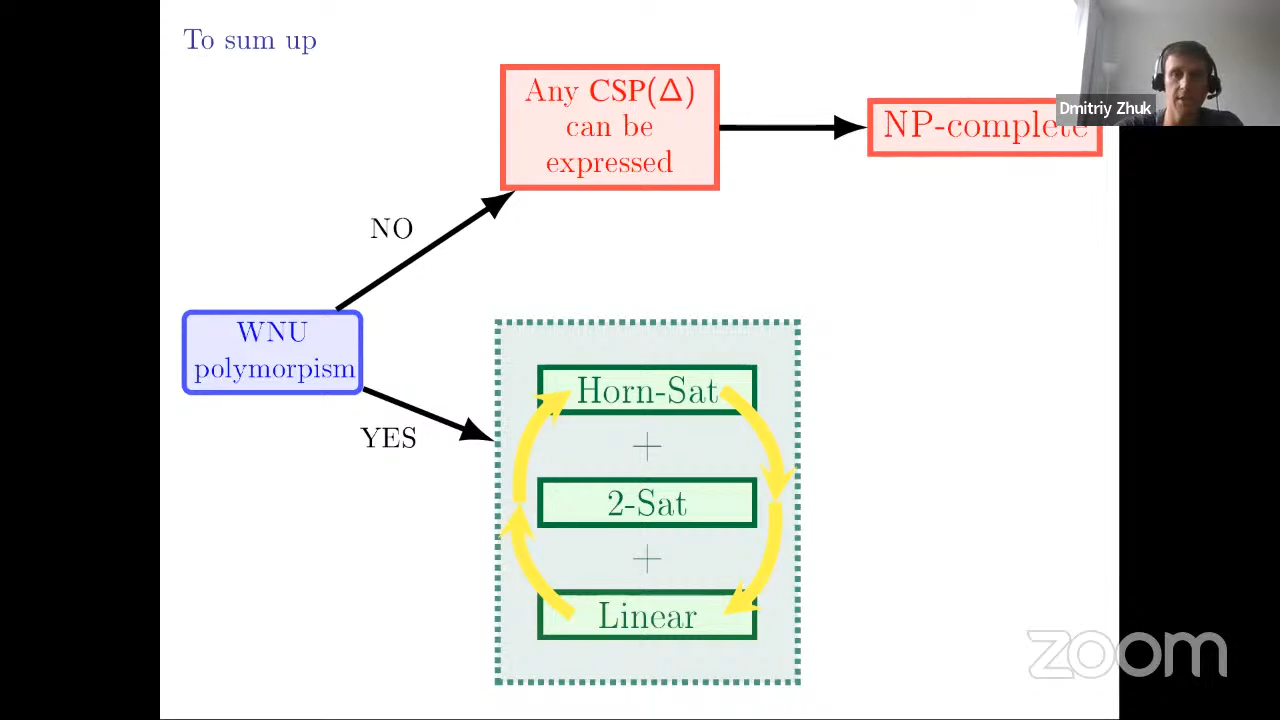 To sum up
Any CSP(Δ)
can be
expressed
NP-complete
Dmitriy Zhuk
NO
WNU
polymorpism
YES
Horn-Sat
+
2-Sat
+
Linear
zoom